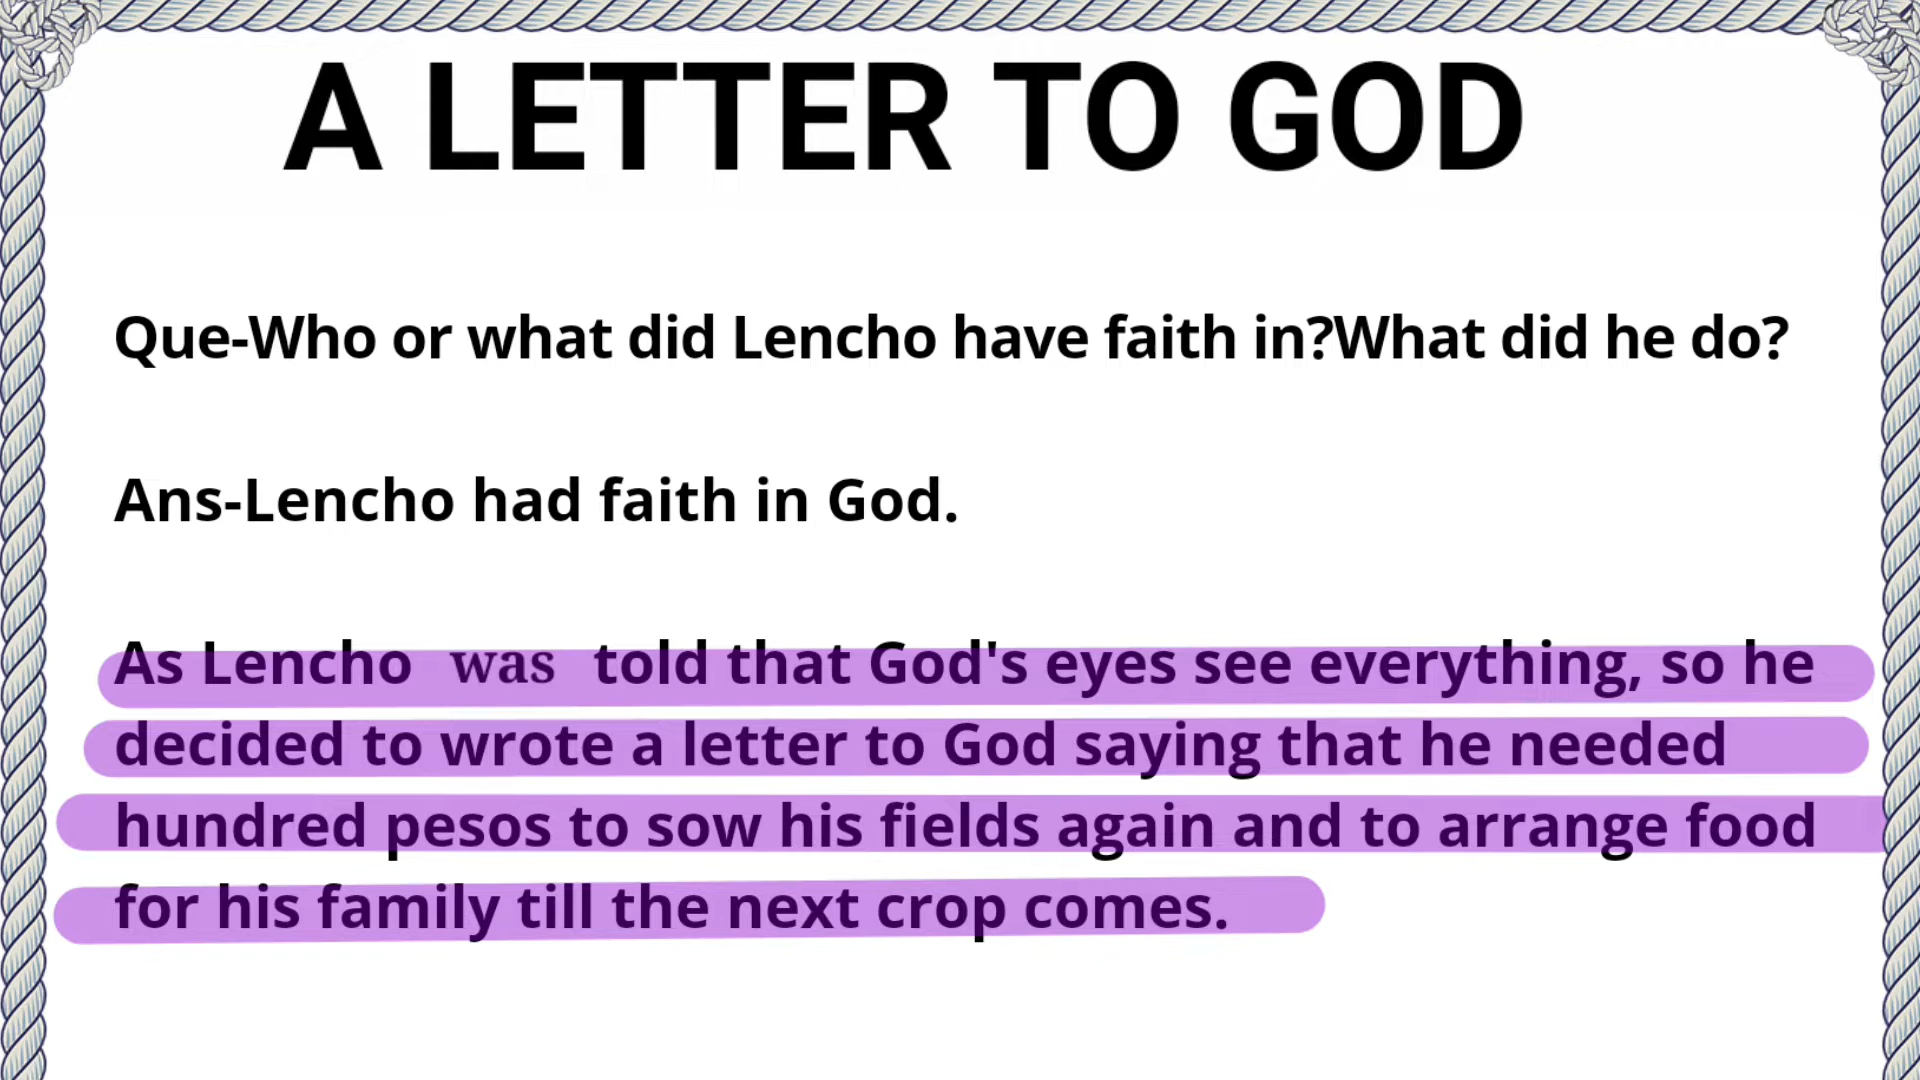 A LETTER TO GOD
Que-Who or what did Lencho have faith in?What did he do?
Ans-Lencho had faith in God.
As Lencho was told that God's eyes see everything, so he
decided to wrote a letter to God saying that he needed
hundred pesos to sow his fields again and to arrange food
for his family till the next crop comes.